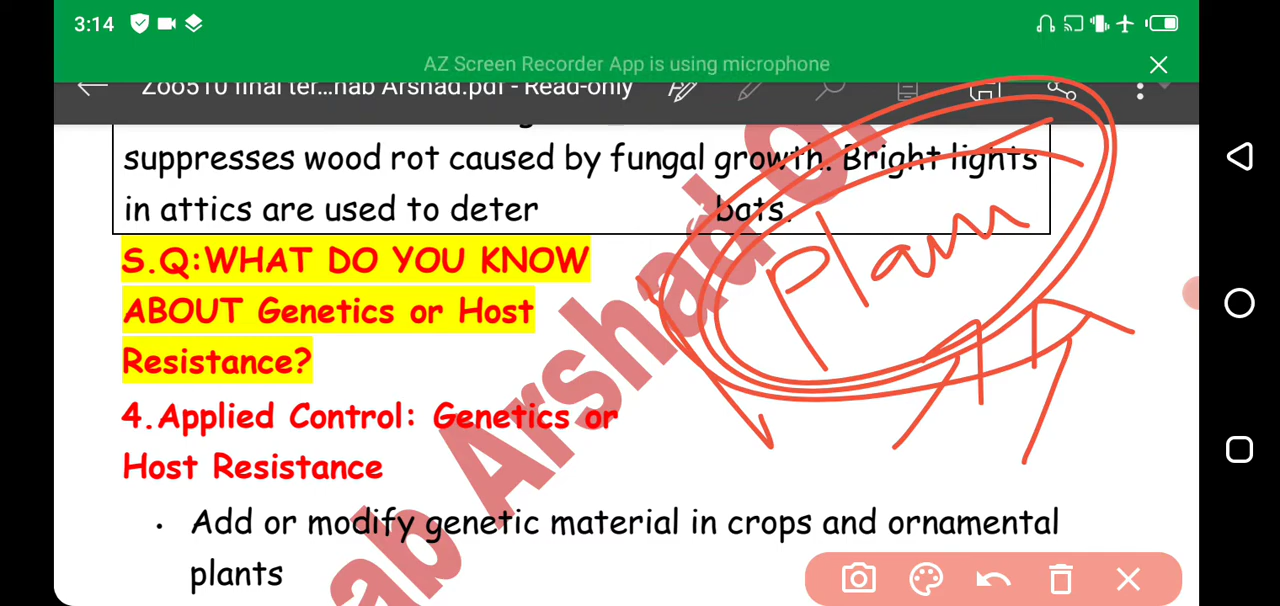 3:14
AZ Screen Recorder App is using microphone
Zoo510 final ter...nab Arshad.pdf - Read-only
suppresses wood rot caused by fungal growth. Bright lights
in attics are used to deter bats.
S.Q:WHAT DO YOU KNOW
ABOUT Genetics or Host
Resistance?
4.Applied Control: Genetics or
Host Resistance
• Add or modify genetic material in crops and ornamental
plants